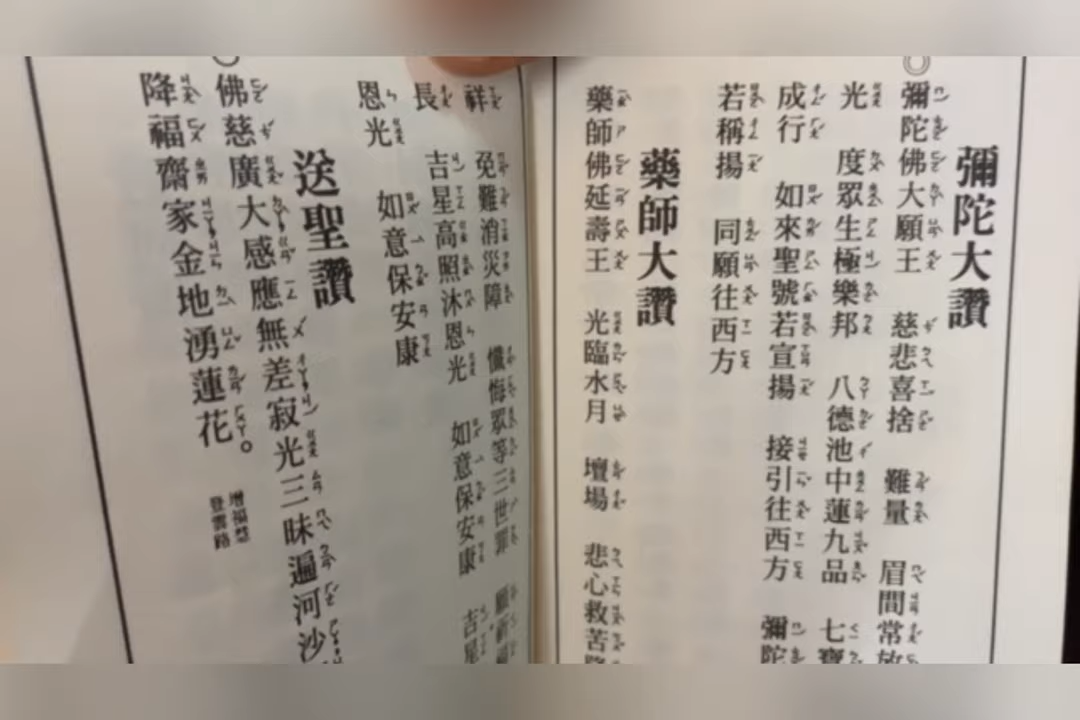 彌陀大讚
彌陀佛大願王 慈悲喜捨 難量 眉間常放
光 度眾生極樂邦 八德池中蓮九品 七寶
成行 如來聖號若宣揚 接引往西方 彌陀
若稱揚 同願往西方
藥師大讚
藥師佛延壽王 光臨水月 壇場 悲心救苦降
祥 免難消災障 懺悔眾等三世罪 願祈福
長 吉星高照沐恩光 如意保安康 吉星
恩光 如意保安康
送聖讚
佛慈廣大感應無差寂光三昧遍河沙
降福齋家金地湧蓮花。
增福慧
登雲路